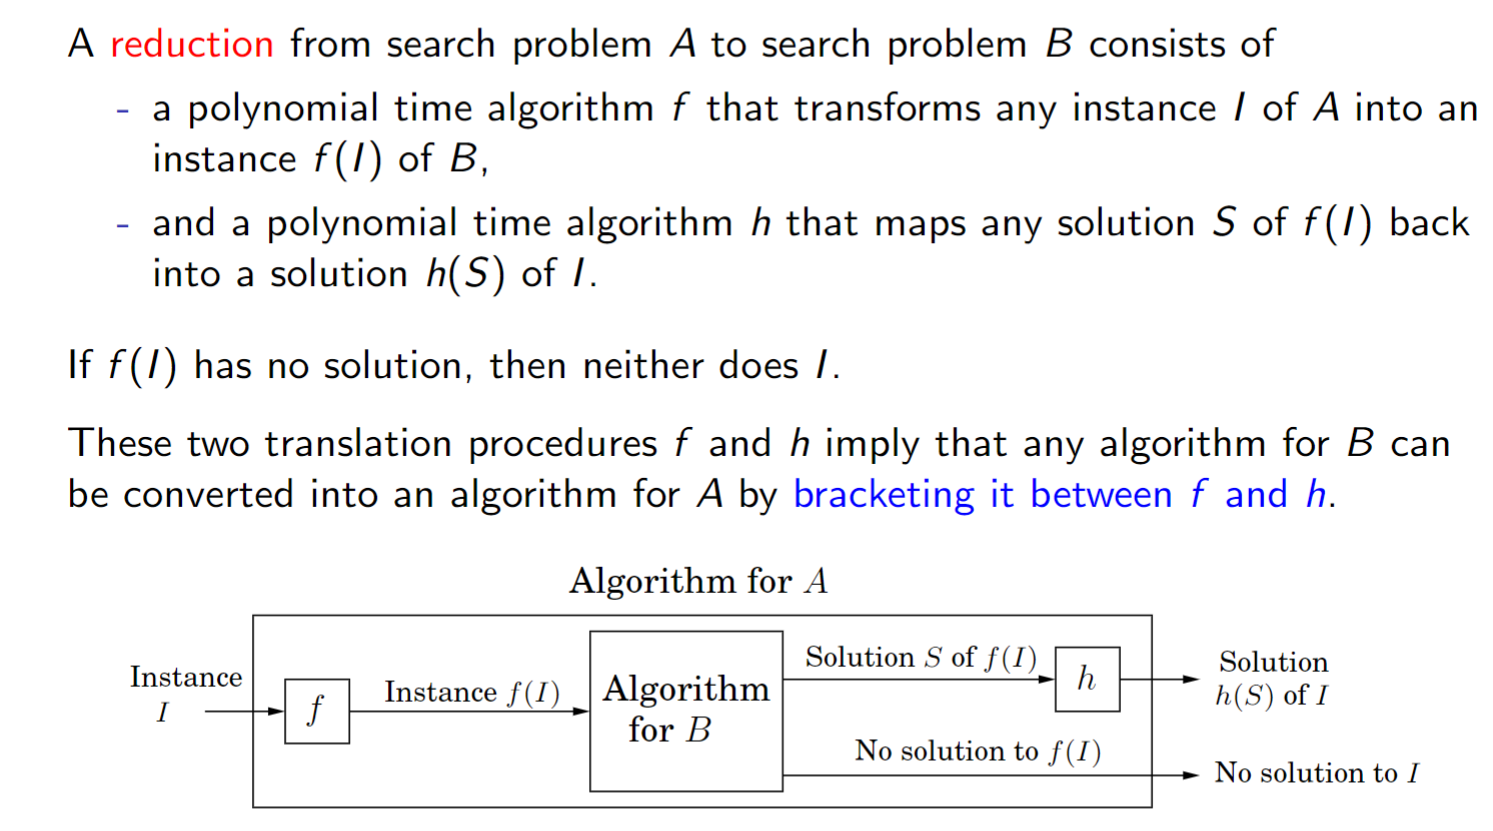 A reduction from search problem A to search problem B consists of
- a polynomial time algorithm f that transforms any instance I of A into an
instance f(I) of B,
- and a polynomial time algorithm h that maps any solution S of f(I) back
into a solution h(S) of I.
If f(I) has no solution, then neither does I.
These two translation procedures f and h imply that any algorithm for B can
be converted into an algorithm for A by bracketing it between f and h.
Algorithm for A
Instance
I
f
Instance f(I)
Algorithm
for B
Solution S of f(I)
h
Solution
h(S) of I
No solution to f(I)
No solution to I